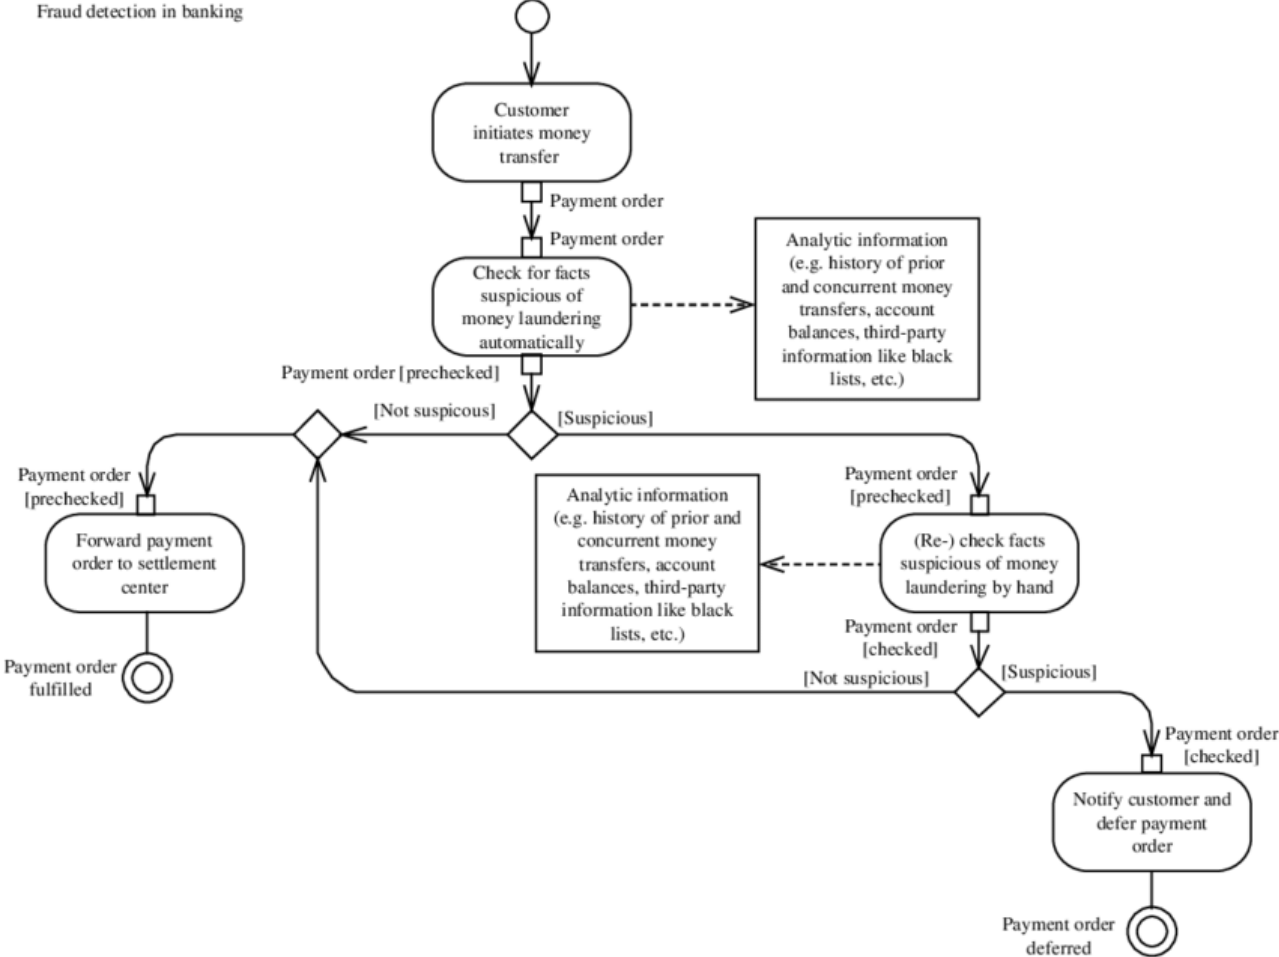 Fraud detection in banking
Customer
initiates money
transfer
Payment order
Payment order
Check for facts
suspicious of
money laundering
automatically
Analytic information
(e.g. history of prior
and concurrent money
transfers, account
balances, third-party
information like black
lists, etc.)
Payment order [prechecked]
[Not suspicous]
[Suspicious]
Payment order
[prechecked]
Forward payment
order to settlement
center
Payment order
fulfilled
Analytic information
(e.g. history of prior and
concurrent money
transfers, account
balances, third-party
information like black
lists, etc.)
Payment order
[prechecked]
(Re-) check facts
suspicious of money
laundering by hand
Payment order
[checked]
[Not suspicious]
[Suspicious]
Payment order
[checked]
Notify customer and
defer payment
order
Payment order
deferred